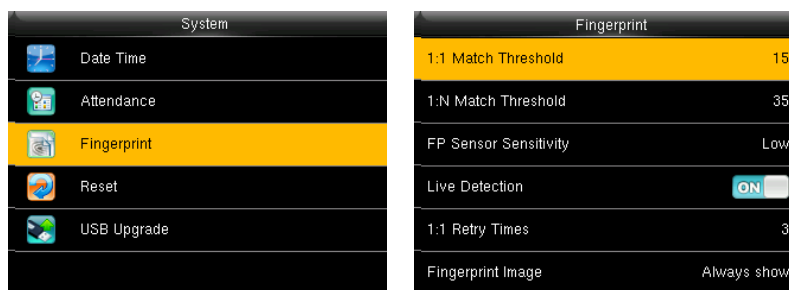 System
Date Time
Attendance
Fingerprint
Reset
USB Upgrade
Fingerprint
1:1 Match Threshold 15
1:N Match Threshold 35
FP Sensor Sensitivity Low
Live Detection ON
1:1 Retry Times 3
Fingerprint Image Always show